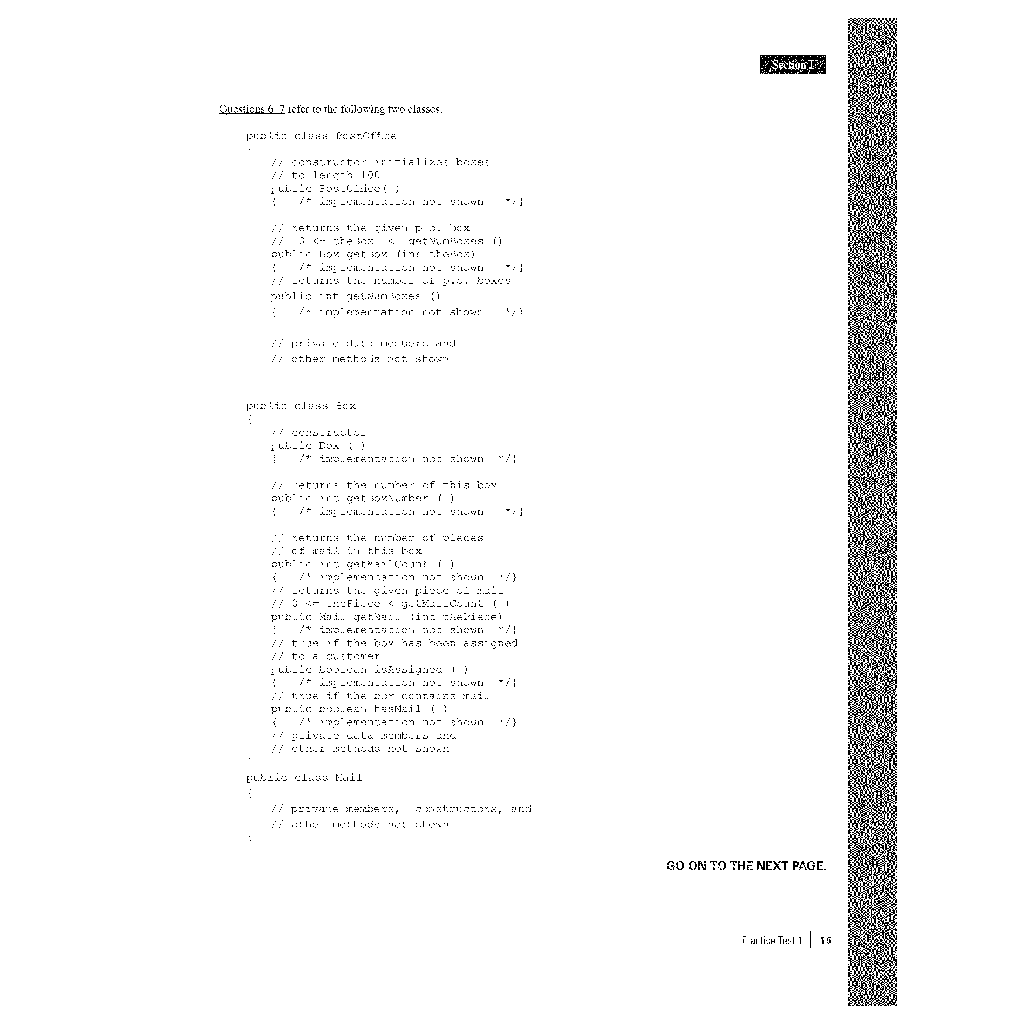 Section I
Questions 6–7 refer to the following two classes.
public class PostOffice
{
// constructor initializes boxes
// to length 100
public PostOffice( )
{ /* implementation not shown */}
// returns the given p.o. box
// 0 <= theBox < getNumBoxes ()
public Box getBox (int theBox)
{ /* implementation not shown */}
// returns the number of p.o. boxes
public int getNumBoxes ()
{ /* implementation not shown */}
// private data members and
// other methods not shown
public class Box
{
// constructor
public Box ( )
{ /* implementation not shown */}
// returns the number of this box
public int getBoxNumber ( )
{ /* implementation not shown */}
// returns the number of pieces
// of mail in this box
public int getMailCount ( )
{ /* implementation not shown */}
// returns the given piece of mail
// 0 <= thePiece < getMailCount ( )
public Mail getMail (int thePiece)
{ /* implementation not shown */}
// true if the box has been assigned
// to a customer
public boolean isAssigned ( )
{ /* implementation not shown */}
// true if the box contains mail
public boolean hasMail ( )
{ /* implementation not shown */}
// private data members and
// other methods not shown
}
public class Mail
{
// private members, constructors, and
// other methods not shown
}
GO ON TO THE NEXT PAGE.
Practice Test 1